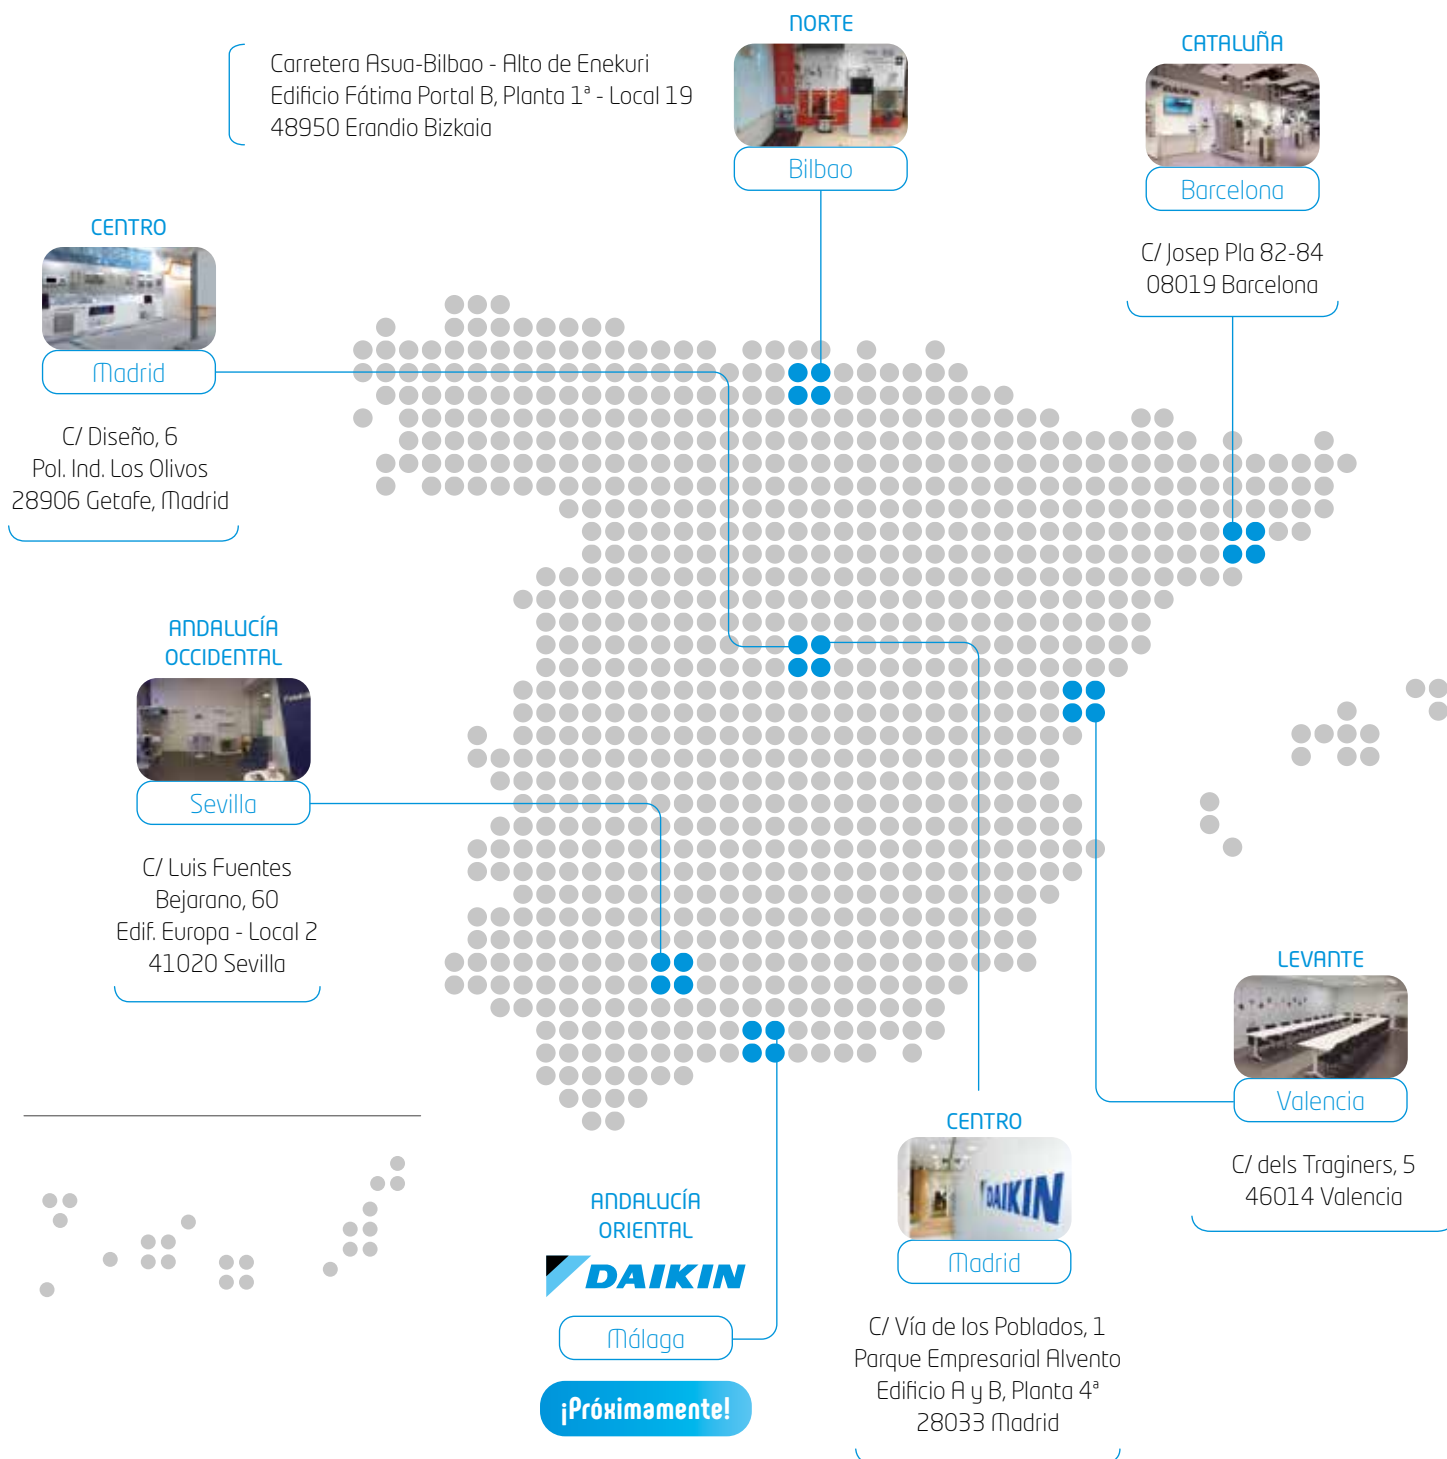 NORTE
Carretera Asua-Bilbao - Alto de Enekuri
Edificio Fátima Portal B, Planta 1ª - Local 19
48950 Erandio Bizkaia
Bilbao
CATALUÑA
DAIKIN
Barcelona
C/ Josep Pla 82-84
08019 Barcelona
CENTRO
Madrid
C/ Diseño, 6
Pol. Ind. Los Olivos
28906 Getafe, Madrid
ANDALUCÍA
OCCIDENTAL
Sevilla
C/ Luis Fuentes
Bejarano, 60
Edif. Europa - Local 2
41020 Sevilla
LEVANTE
Valencia
C/ dels Traginers, 5
46014 Valencia
CENTRO
DAIKIN
Madrid
C/ Vía de los Poblados, 1
Parque Empresarial Alvento
Edificio A y B, Planta 4ª
28033 Madrid
ANDALUCÍA
ORIENTAL
DAIKIN
Málaga
¡Próximamente!